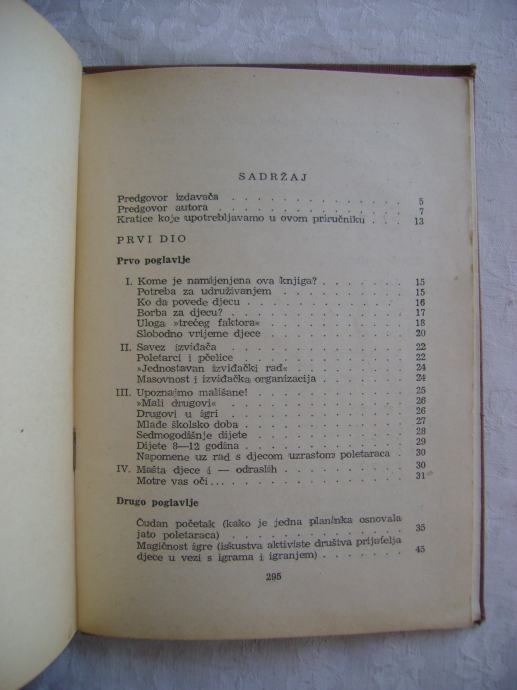 SADRŽAJ
Predgovor izdavača . . . . . . . . . . . . . 5
Predgovor autora . . . . . . . . . . . . . . 7
Kratice koje upotrebljavamo u ovom priručniku . . . 13
PRVI DIO
Prvo poglavlje
I. Kome je namijenjena ova knjiga? . . . . . . . 15
Potreba za udruživanjem . . . . . . . . . . 15
Ko da povede djecu . . . . . . . . . . . . 16
Borba za djecu? . . . . . . . . . . . . . 17
Uloga »trećeg faktora« . . . . . . . . . . 18
Slobodno vrijeme djece . . . . . . . . . . 20
II. Savez izviđača . . . . . . . . . . . . . 22
Poletarci i pčelice . . . . . . . . . . . . 22
»Jednostavan izviđački rad« . . . . . . . . 24
Masovnost i izviđačka organizacija . . . . . . 24
III. Upoznajmo mališane! . . . . . . . . . . . 25
»Mali drugovi« . . . . . . . . . . . . . 26
Drugovi u igri . . . . . . . . . . . . . 26
Mlađe školsko doba . . . . . . . . . . . . 27
Sedmogodišnje dijete . . . . . . . . . . . 28
Dijete 8—12 godina . . . . . . . . . . . . 29
Napomene uz rad s djecom uzrastom poletaraca . 30
IV. Mašta djece i — odraslih . . . . . . . . . 30
Motre vas oči... . . . . . . . . . . . . . 31
Drugo poglavlje
Čudan početak (kako je jedna planinka osnovala
jato poletaraca) . . . . . . . . . . . . . 35
Magičnost igre (iskustva aktiviste društva prijatelja
djece u vezi s igrama i igranjem) . . . . . . 45
295